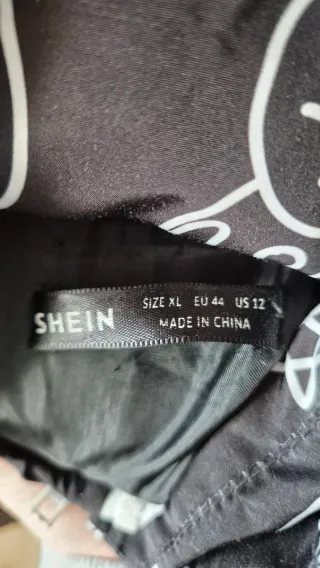 SHEIN
SIZE XL EU 44 US 12
MADE IN CHINA